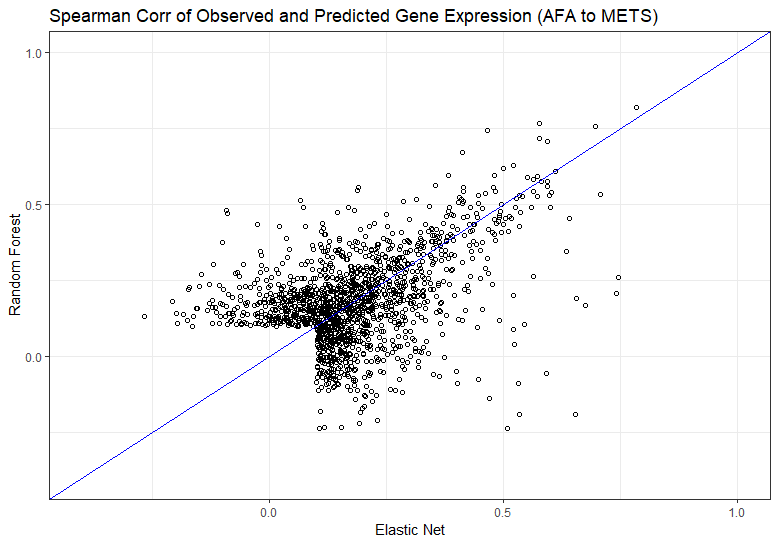 Spearman Corr of Observed and Predicted Gene Expression (AFA to METS)
1.0
0.5
0.0
Random Forest
0.0
0.5
1.0
Elastic Net